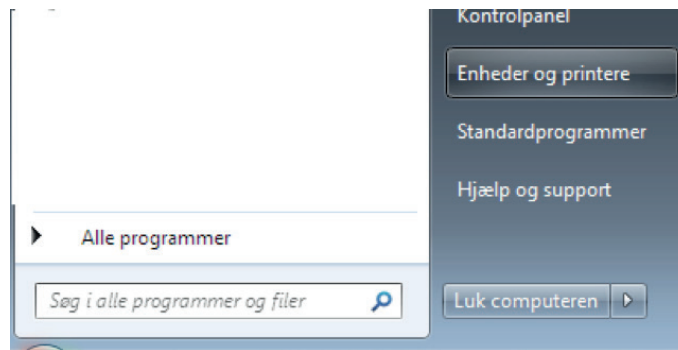 Kontrolpanel
Enheder og printere
Standardprogrammer
Hjælp og support
Alle programmer
Søg i alle programmer og filer
Luk computeren